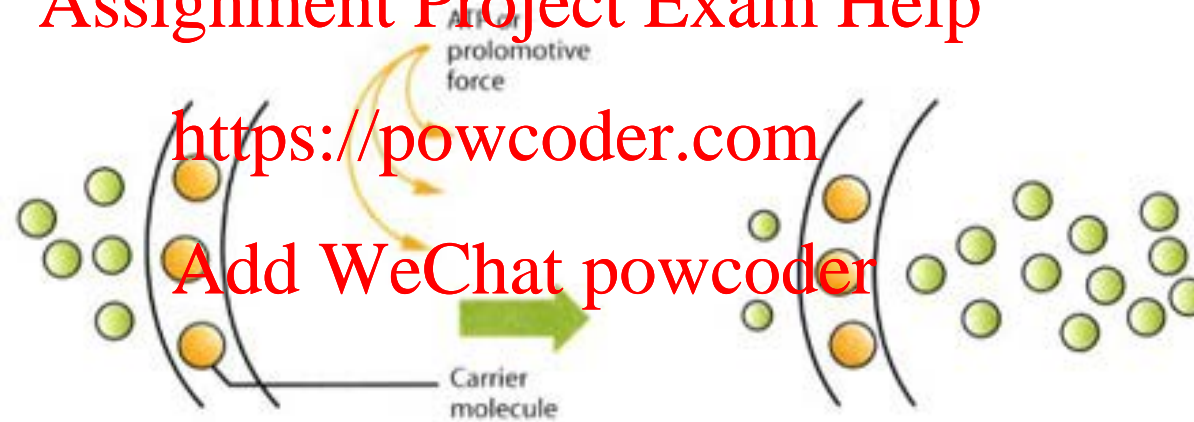 Assignment Project Exam Help
ATP or
prolomotive
force
https://powcoder.com
Add WeChat powcoder
Carrier
molecule